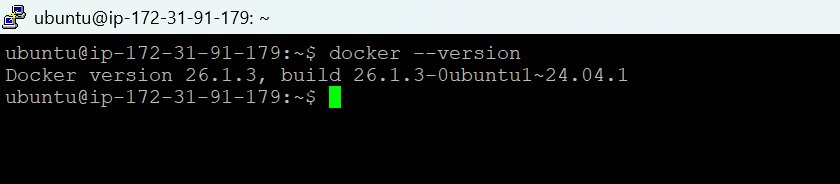 ubuntu@ip-172-31-91-179: ~
ubuntu@ip-172-31-91-179:~$ docker --version
Docker version 26.1.3, build 26.1.3-0ubuntu1~24.04.1
ubuntu@ip-172-31-91-179:~$